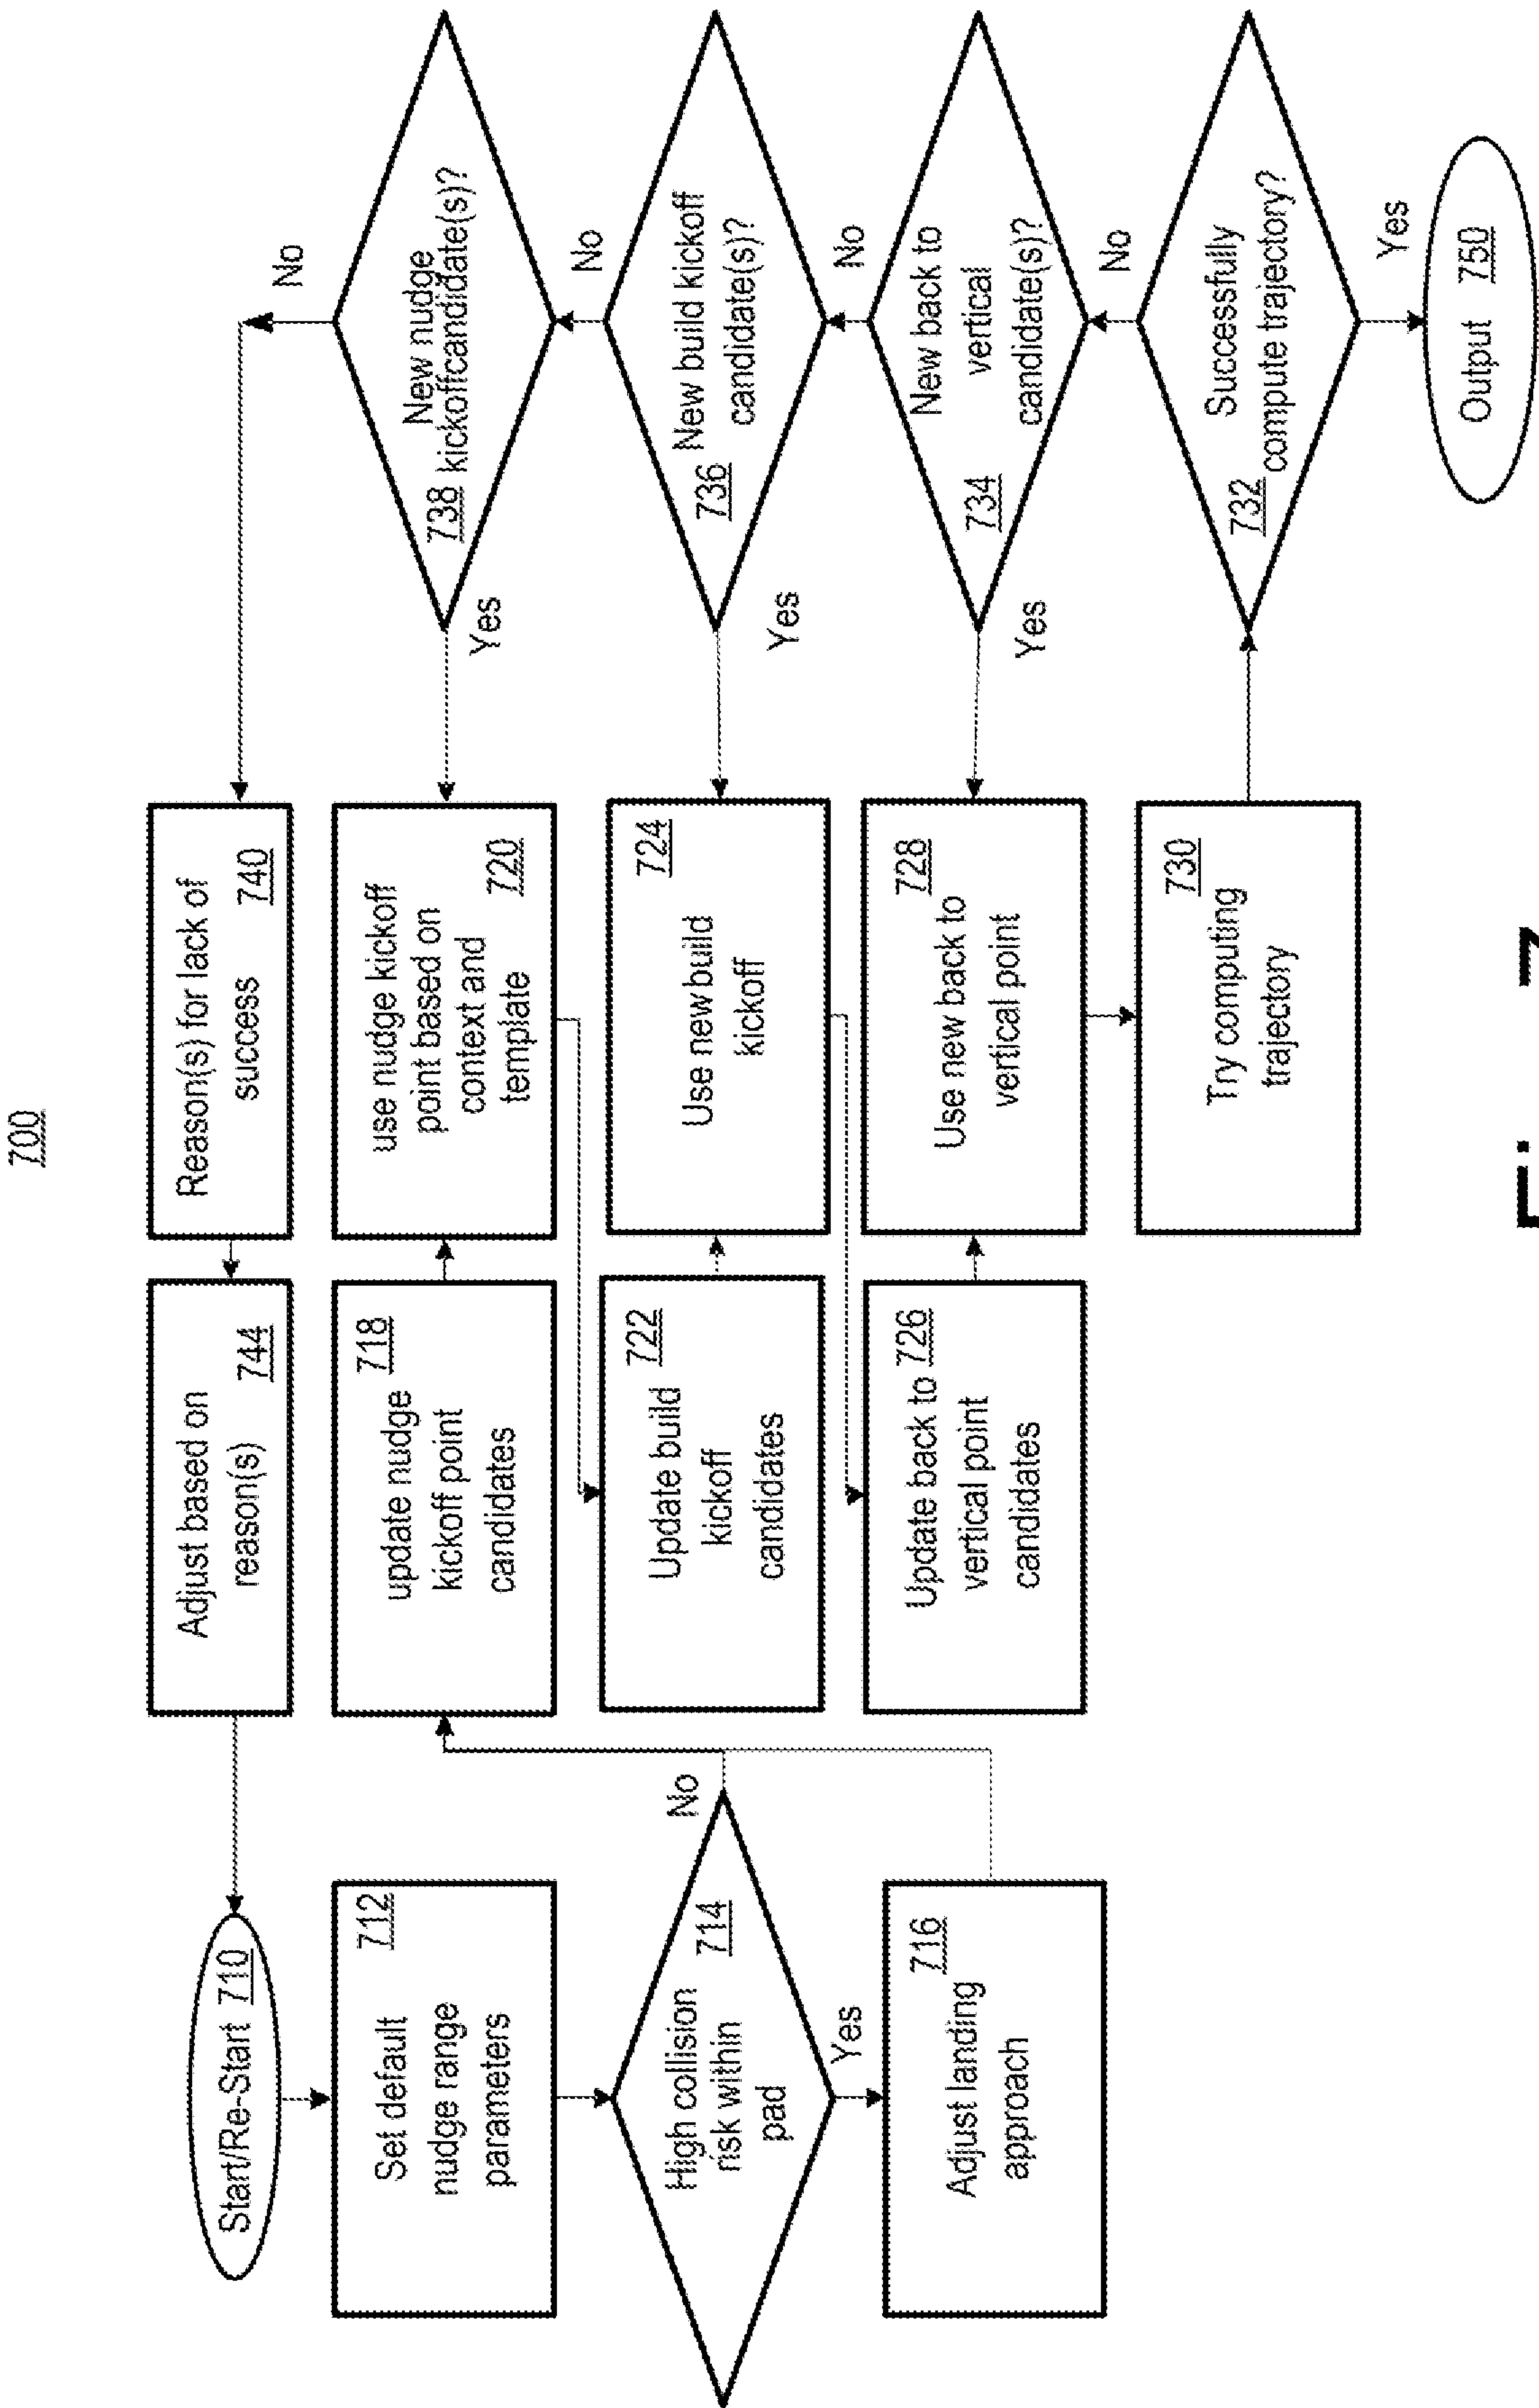 700
Start/Re-Start 710
Adjust based on
reason(s) 744
Reason(s) for lack of
success 740
No
712
Set default
nudge range
parameters
718
update nudge
kickoff point
candidates
use nudge kickoff
point based on
context and
template 720
Yes
New nudge
738 kickoffcandidate(s)?
No
No
High collision
risk within 714
pad
722
Update build
kickoff
candidates
724
Use new build
kickoff
Yes
New build kickoff
736 candidate(s)?
No
Yes
716
Adjust landing
approach
726
Update back to
vertical point
candidates
728
Use new back to
vertical point
Yes
New back to
734 vertical
candidate(s)?
No
730
Try computing
trajectory
Successfully
732 compute trajectory?
Yes
Output 750